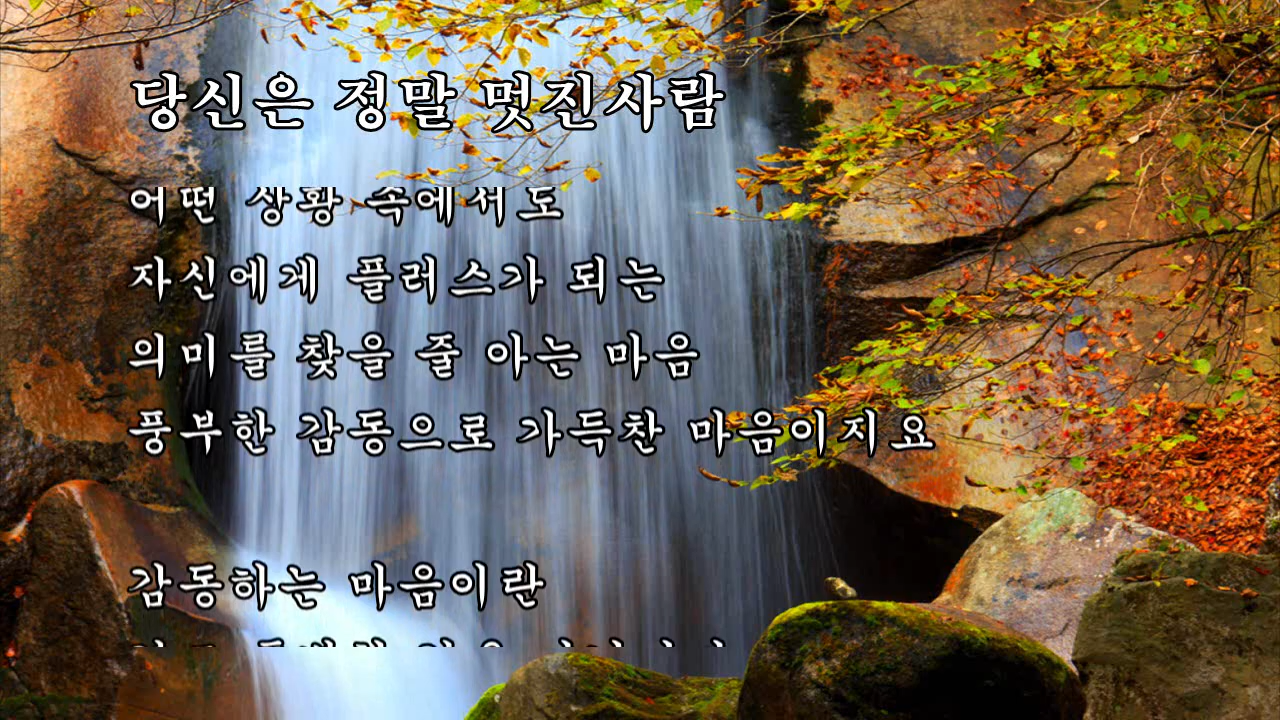 당신은 정말 멋진사람
어떤 상황 속에서도
자신에게 플러스가 되는
의미를 찾을 줄 아는 마음
풍부한 감동으로 가득찬 마음이지요
감동하는 마음이란